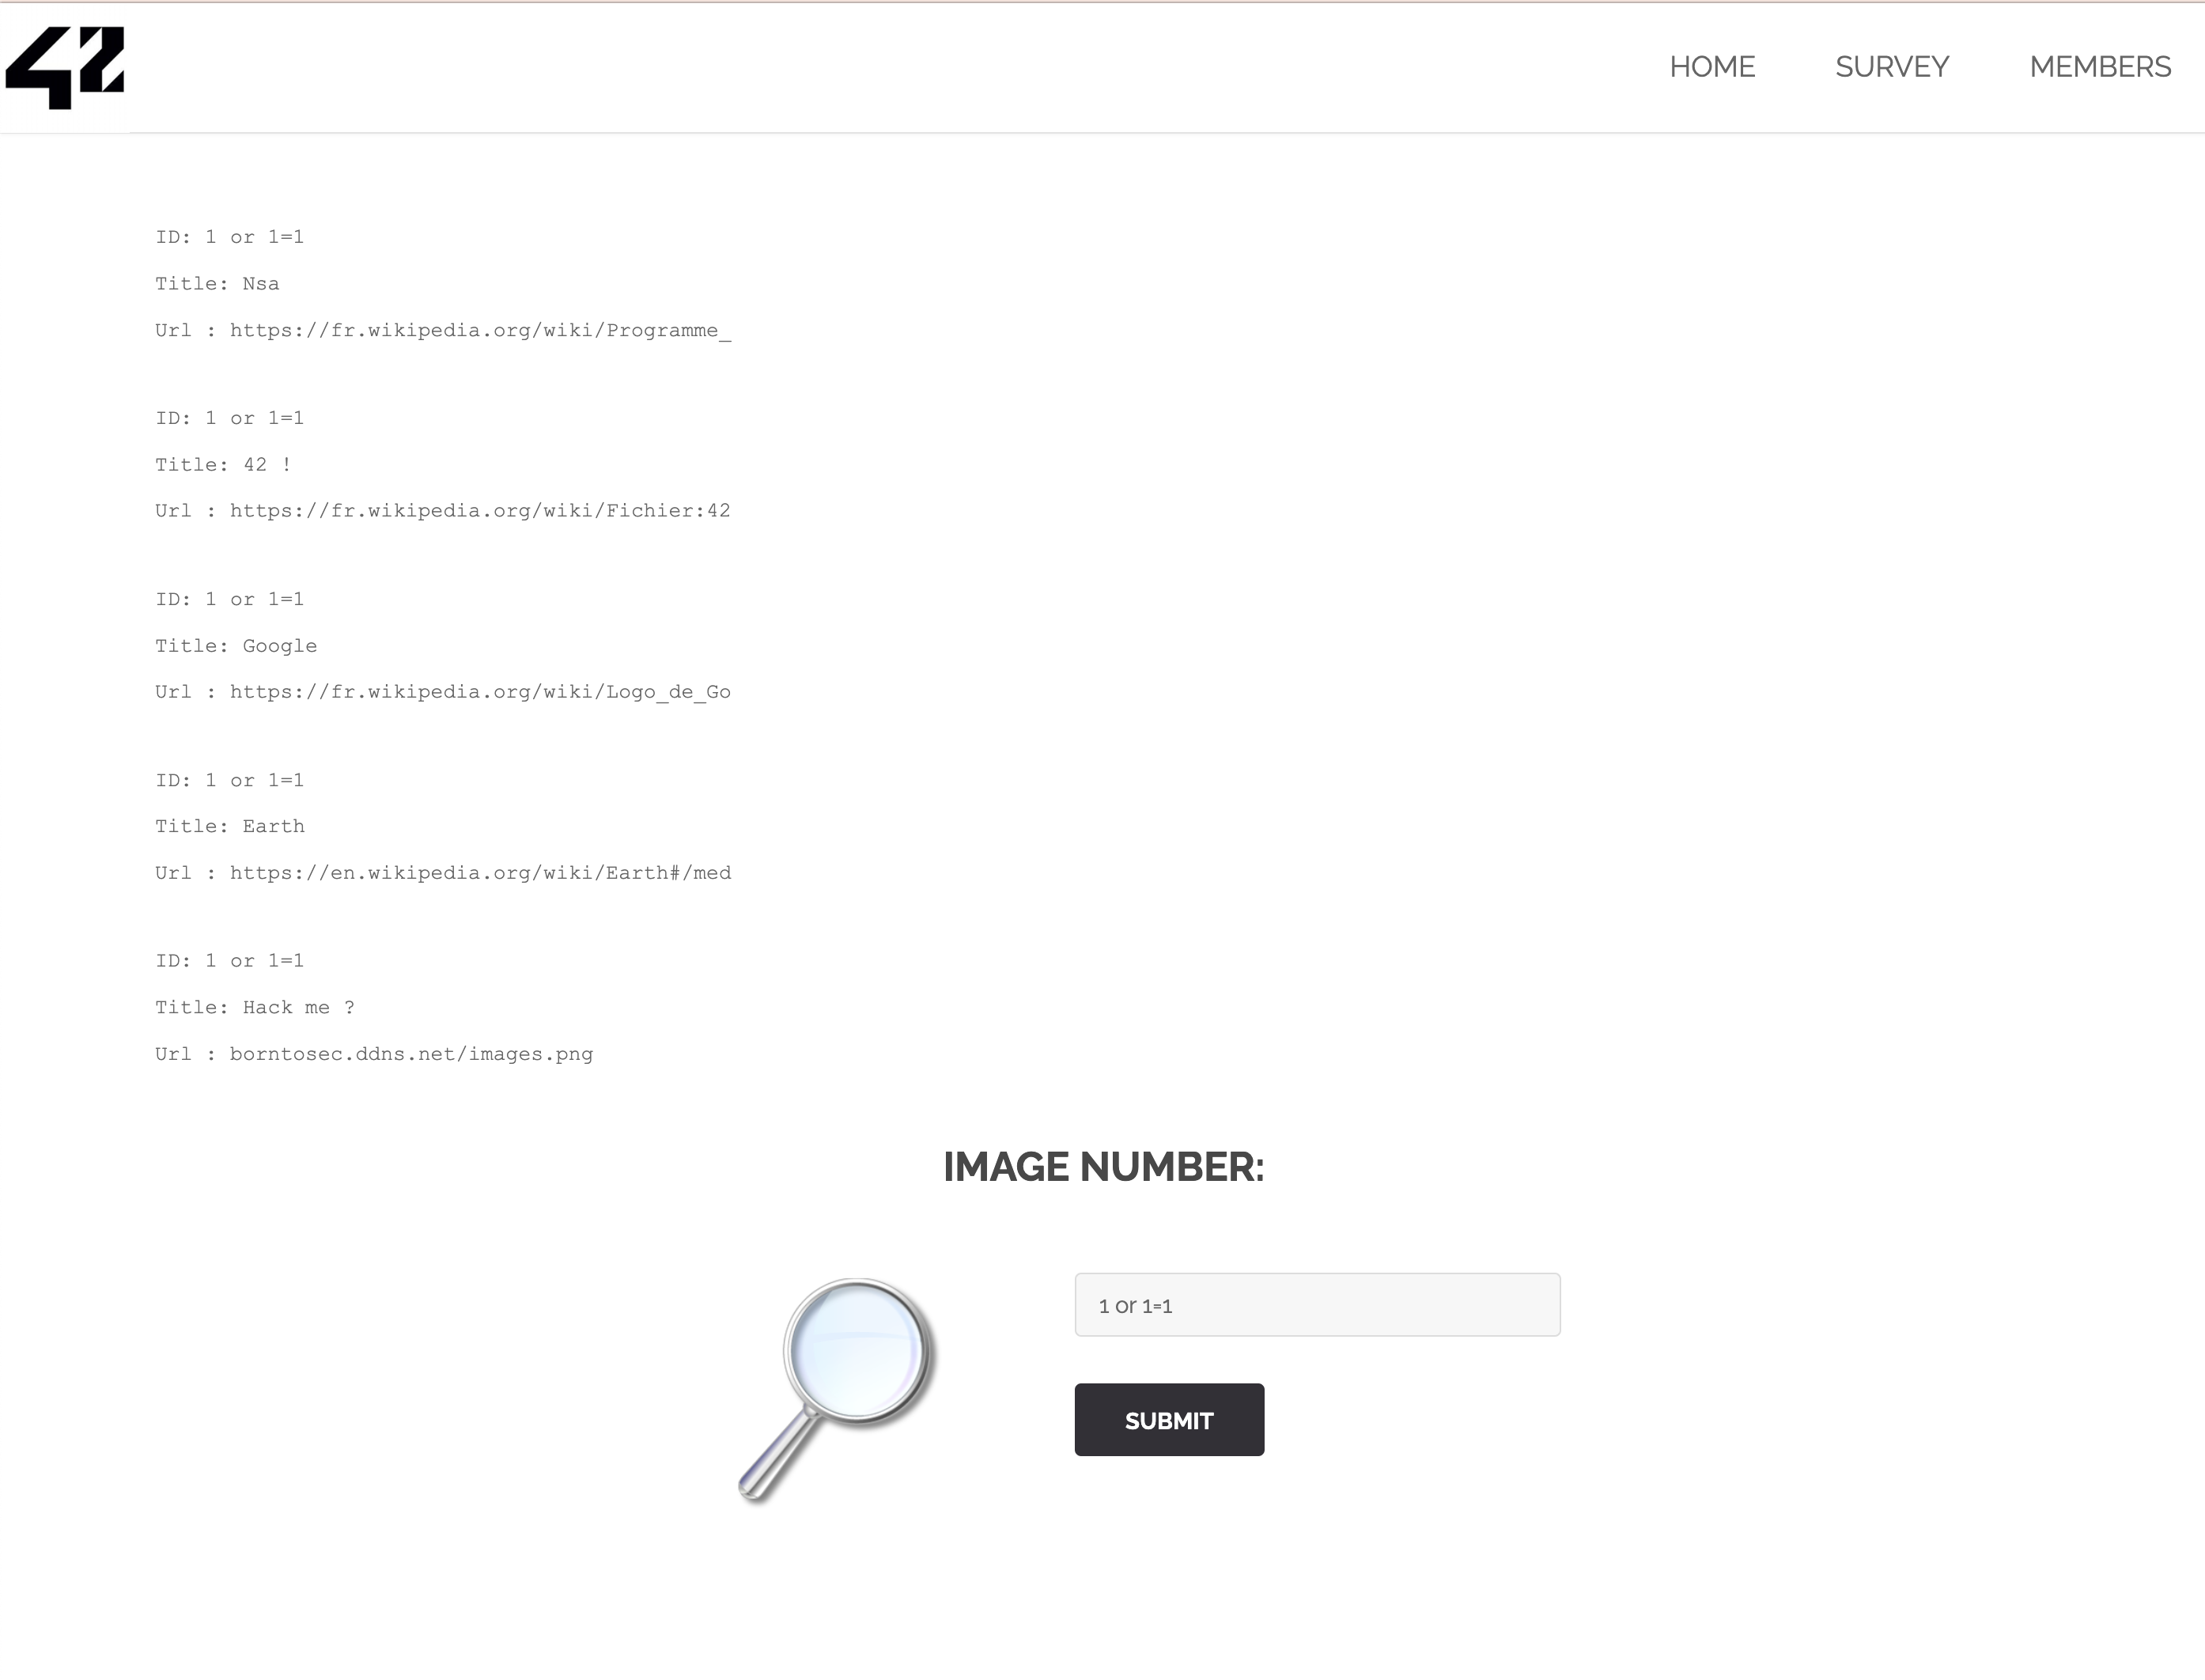 42
HOME SURVEY MEMBERS
ID: 1 or 1=1
Title: Nsa
Url : https://fr.wikipedia.org/wiki/Programme_
ID: 1 or 1=1
Title: 42 !
Url : https://fr.wikipedia.org/wiki/Fichier:42
ID: 1 or 1=1
Title: Google
Url : https://fr.wikipedia.org/wiki/Logo_de_Go
ID: 1 or 1=1
Title: Earth
Url : https://en.wikipedia.org/wiki/Earth#/med
ID: 1 or 1=1
Title: Hack me ?
Url : borntosec.ddns.net/images.png
IMAGE NUMBER:
1 or 1=1
SUBMIT